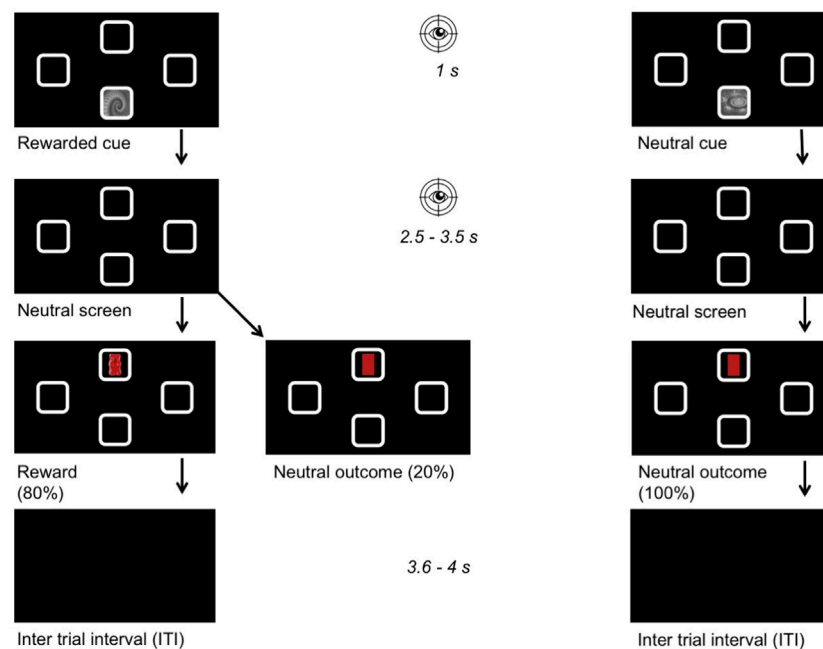 1 s
Rewarded cue
Neutral cue
2.5 - 3.5 s
Neutral screen
Neutral screen
Reward
(80%)
Neutral outcome (20%)
Neutral outcome
(100%)
3.6 - 4 s
Inter trial interval (ITI)
Inter trial interval (ITI)